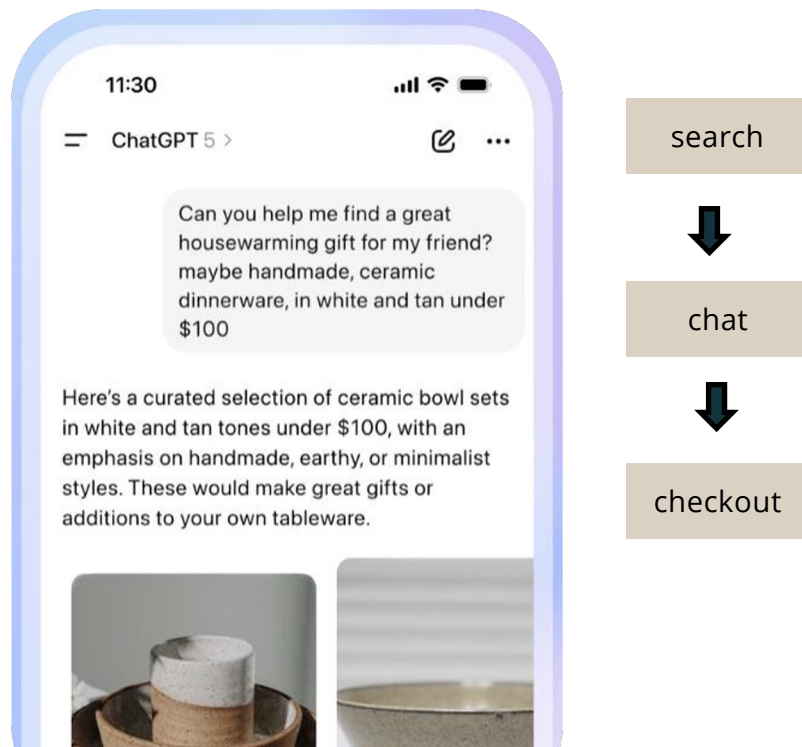 11:30
ChatGPT 5 >
Can you help me find a great
housewarming gift for my friend?
maybe handmade, ceramic
dinnerware, in white and tan under
$100
Here's a curated selection of ceramic bowl sets
in white and tan tones under $100, with an
emphasis on handmade, earthy, or minimalist
styles. These would make great gifts or
additions to your own tableware.
search
chat
checkout